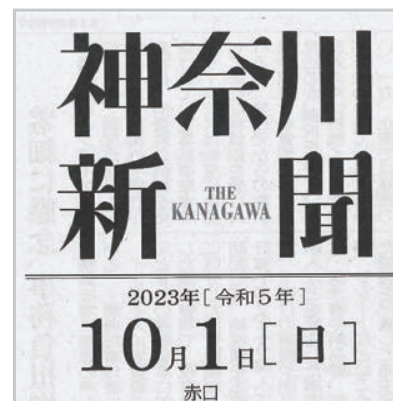 神奈川
新聞
THE
KANAGAWA
2023年[令和5年]
10月1日[日]
赤口